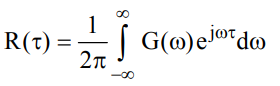 R(τ) = 1/2π ∫_{-∞}^{∞} G(ω)e^{jωτ}dω